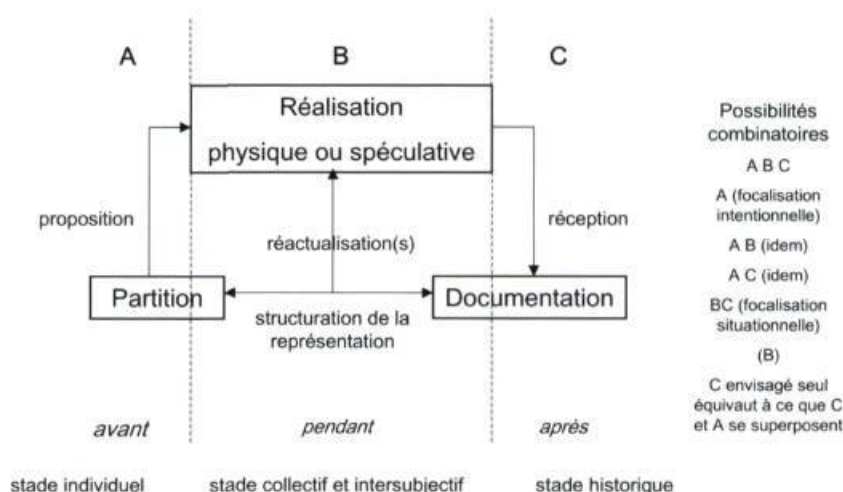 A
B
C
Réalisation
physique ou spéculative
proposition
réactualisation(s)
réception
Partition
Documentation
structuration de la
représentation
avant
pendant
après
stade individuel
stade collectif et intersubjectif
stade historique
Possibilités
combinatoires
A B C
A (focalisation
intentionnelle)
A B (idem)
A C (idem)
BC (focalisation
situationnelle)
(B)
C envisagé seul
équivaut à ce que C
et A se superposent